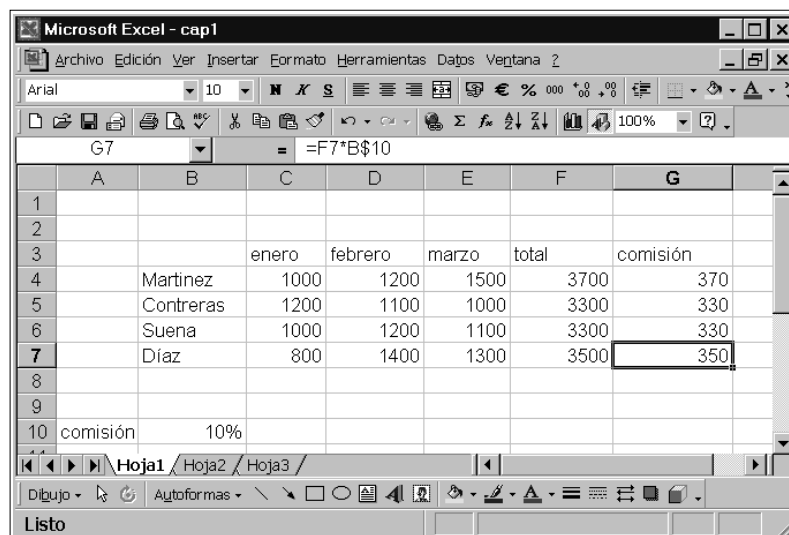 Microsoft Excel - cap1
Archivo Edición Ver Insertar Formato Herramientas Datos Ventana ?
Arial 10 N K S € % 000
100%
G7 = =F7*B$10
A B C D E F G
1
2
3 enero febrero marzo total comisión
4 Martinez 1000 1200 1500 3700 370
5 Contreras 1200 1100 1000 3300 330
6 Suena 1000 1200 1100 3300 330
7 Díaz 800 1400 1300 3500 350
8
9
10 comisión 10%
Hoja1 / Hoja2 / Hoja3 /
Dibujo Autoformas
Listo